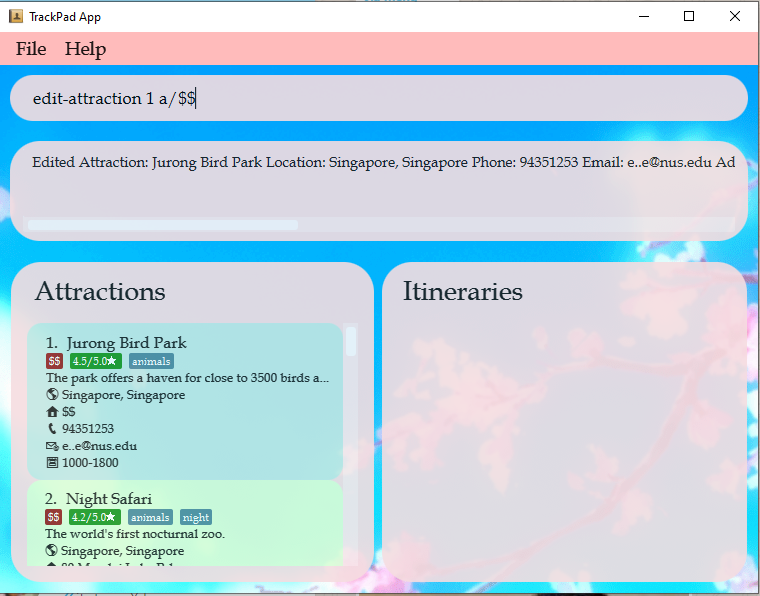 TrackPad App
File Help
edit-attraction 1 a/$$
Edited Attraction: Jurong Bird Park Location: Singapore, Singapore Phone: 94351253 Email: e..e@nus.edu Ad
Attractions
1. Jurong Bird Park
$$ 4.5/5.0★ animals
The park offers a haven for close to 3500 birds a...
Singapore, Singapore
$$
94351253
e..e@nus.edu
1000-1800
2. Night Safari
$$ 4.2/5.0★ animals night
The world's first nocturnal zoo.
Singapore, Singapore
Itineraries